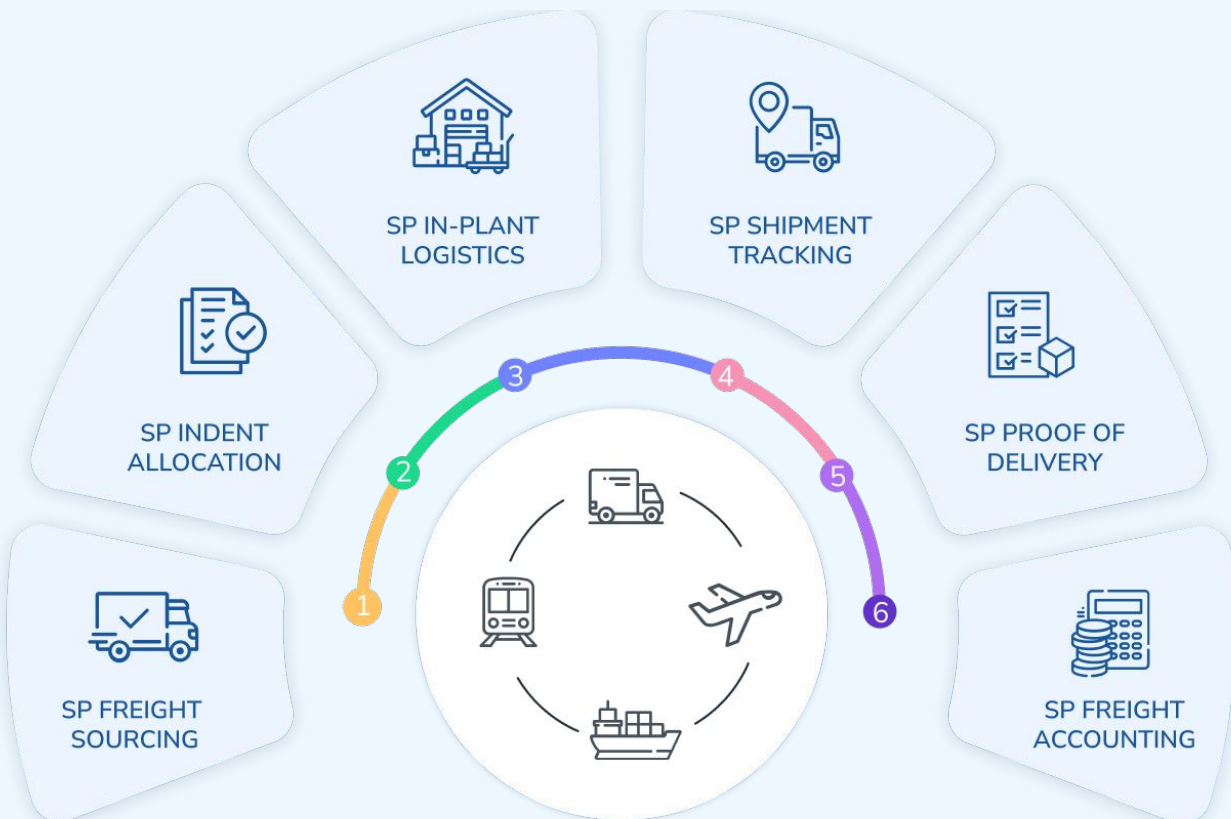 SP FREIGHT
SOURCING
SP INDENT
ALLOCATION
SP IN-PLANT
LOGISTICS
SP SHIPMENT
TRACKING
SP PROOF OF
DELIVERY
SP FREIGHT
ACCOUNTING
1
2
3
4
5
6